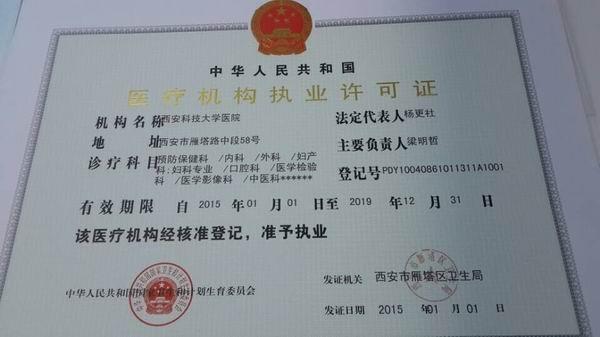 中华人民共和国
医疗机构执业许可证
机构名称 西安科技大学医院 法定代表人 杨更社
地 址 西安市雁塔路中段58号 主要负责人 梁明哲
诊疗科目 预防保健科 /内科 /外科 /妇产
科:妇科专业 /口腔科 /医学检验
科 /医学影像科 /中医科****** 登记号 PDY10040861011311A1001
有效期限 自 2015 年 01 月 01 日至 2019 年 12 月 31 日
该医疗机构经核准登记，准予执业
中华人民共和国国家卫生和计划生育委员会
发证机关 西安市雁塔区卫生局
发证日期 2015 年 01 月 01 日